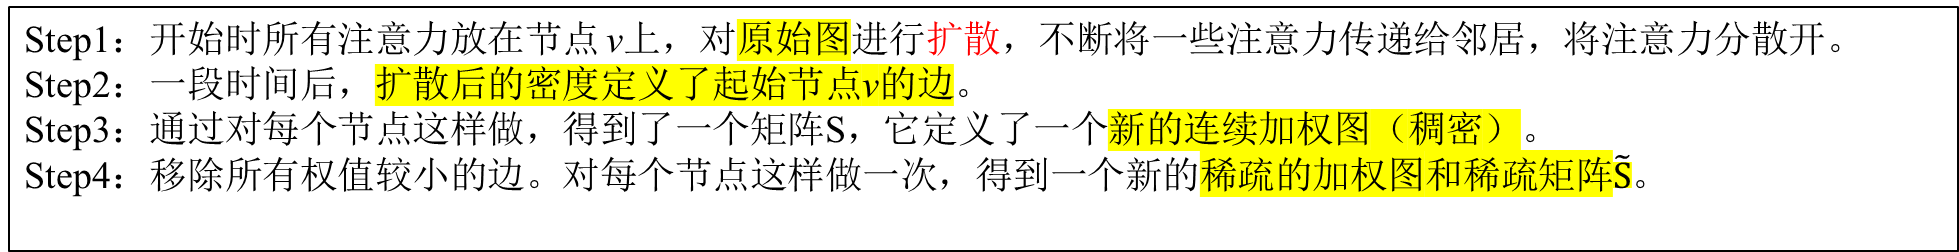 Step1：开始时所有注意力放在节点v上，对原始图进行扩散，不断将一些注意力传递给邻居，将注意力分散开。
Step2：一段时间后，扩散后的密度定义了起始节点v的边。
Step3：通过对每个节点这样做，得到了一个矩阵S，它定义了一个新的连续加权图（稠密）。
Step4：移除所有权值较小的边。对每个节点这样做一次，得到一个新的稀疏的加权图和稀疏矩阵S̃。